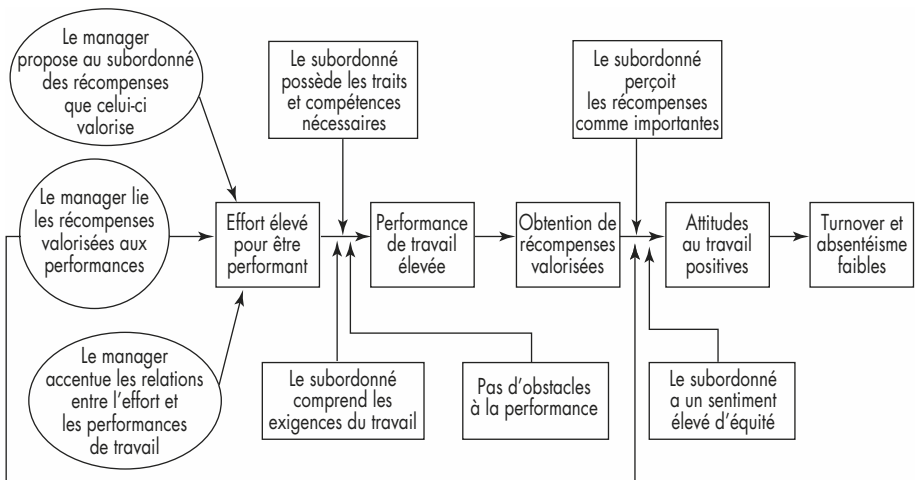 Le manager
propose au subordonné
des récompenses
que celui-ci
valorise
Le subordonné
possède les traits
et compétences
nécessaires
Le subordonné
perçoit
les récompenses
comme importantes
Le manager lie
les récompenses
valorisées aux
performances
Effort élevé
pour être
performant
Performance
de travail
élevée
Obtention de
récompenses
valorisées
Attitudes
au travail
positives
Turnover et
absentéisme
faibles
Le manager
accentue les relations
entre l'effort et
les performances
de travail
Le subordonné
comprend les
exigences du travail
Pas d'obstacles
à la performance
Le subordonné
a un sentiment
élevé d'équité